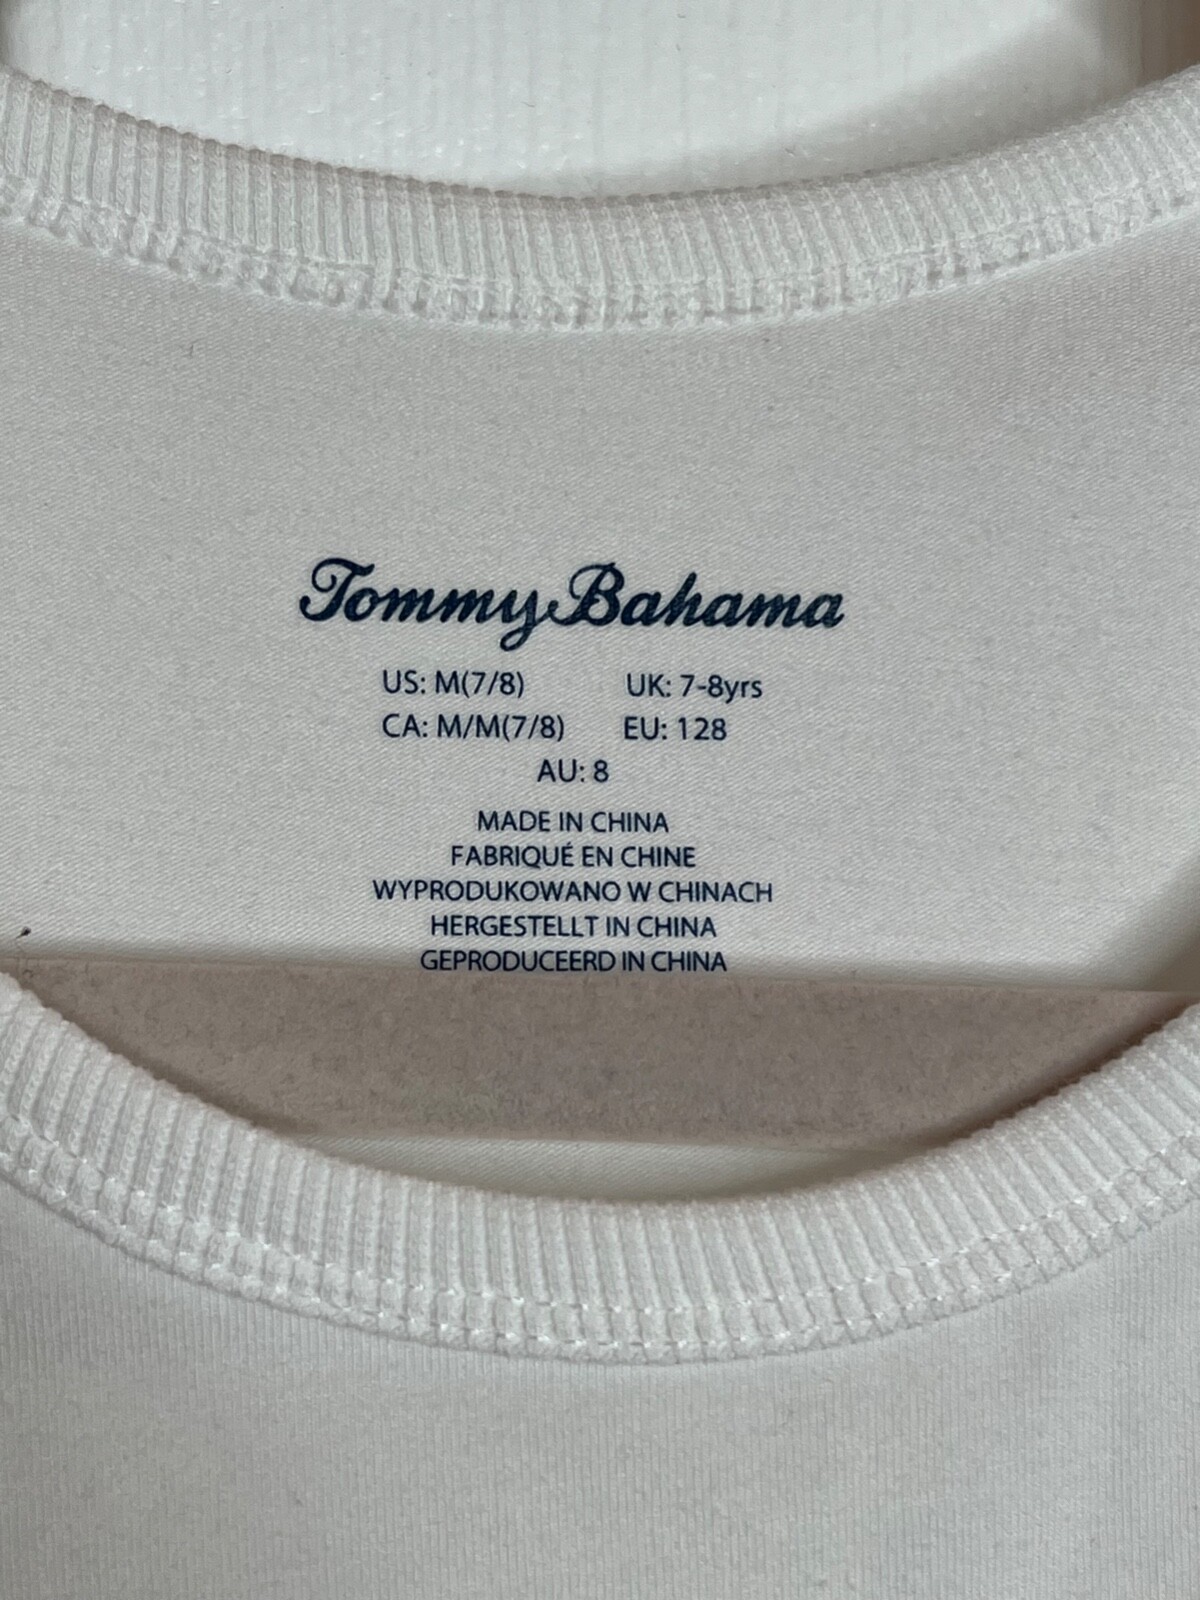 Tommy Bahama
US: M(7/8) UK: 7-8yrs
CA: M/M(7/8) EU: 128
AU: 8
MADE IN CHINA
FABRIQUÉ EN CHINE
WYPRODUKOWANO W CHINACH
HERGESTELLT IN CHINA
GEPRODUCEERD IN CHINA